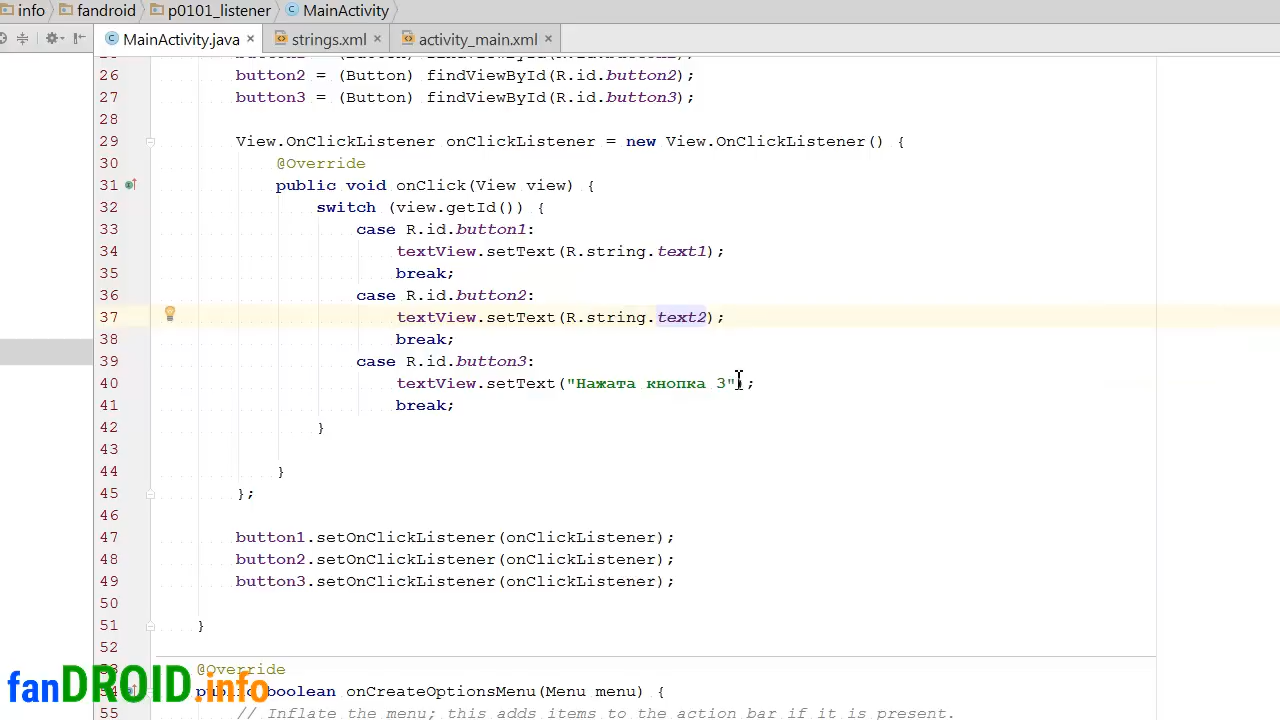 info fandroid p0101_listener MainActivity
MainActivity.java strings.xml activity_main.xml
26 button2 = (Button) findViewById(R.id.button2);
27 button3 = (Button) findViewById(R.id.button3);
28
29 View.OnClickListener onClickListener = new View.OnClickListener() {
30 @Override
31 public void onClick(View view) {
32 switch (view.getId()) {
33 case R.id.button1:
34 textView.setText(R.string.text1);
35 break;
36 case R.id.button2:
37 textView.setText(R.string.text2);
38 break;
39 case R.id.button3:
40 textView.setText("Нажата кнопка 3");
41 break;
42 }
43
44 }
45 };
46
47 button1.setOnClickListener(onClickListener);
48 button2.setOnClickListener(onClickListener);
49 button3.setOnClickListener(onClickListener);
50
51 }
52
53 @Override
54 public boolean onCreateOptionsMenu(Menu menu) {
55 // Inflate the menu; this adds items to the action bar if it is present.
fanDROID.info